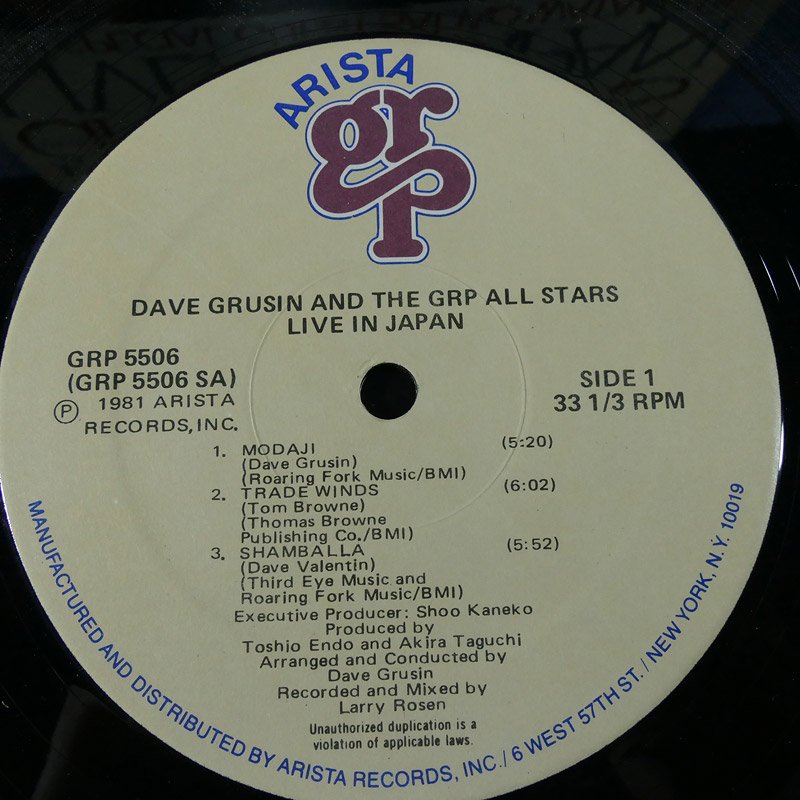 ARISTA
grp
DAVE GRUSIN AND THE GRP ALL STARS
LIVE IN JAPAN
GRP 5506
(GRP 5506 SA)
Ⓟ 1981 ARISTA
RECORDS, INC.
SIDE 1
33 1/3 RPM
1. MODAJI (5:20)
(Dave Grusin)
(Roaring Fork Music/BMI)
2. TRADE WINDS (6:02)
(Tom Browne)
(Thomas Browne
Publishing Co./BMI)
3. SHAMBALLA (5:52)
(Dave Valentin)
(Third Eye Music and
Roaring Fork Music/BMI)
Executive Producer: Shoo Kaneko
Produced by
Toshio Endo and Akira Taguchi
Arranged and Conducted by
Dave Grusin
Recorded and Mixed by
Larry Rosen
Unauthorized duplication is a
violation of applicable laws.
MANUFACTURED AND DISTRIBUTED BY ARISTA RECORDS, INC./ 6 WEST 57TH ST. / NEW YORK, N.Y. 10019